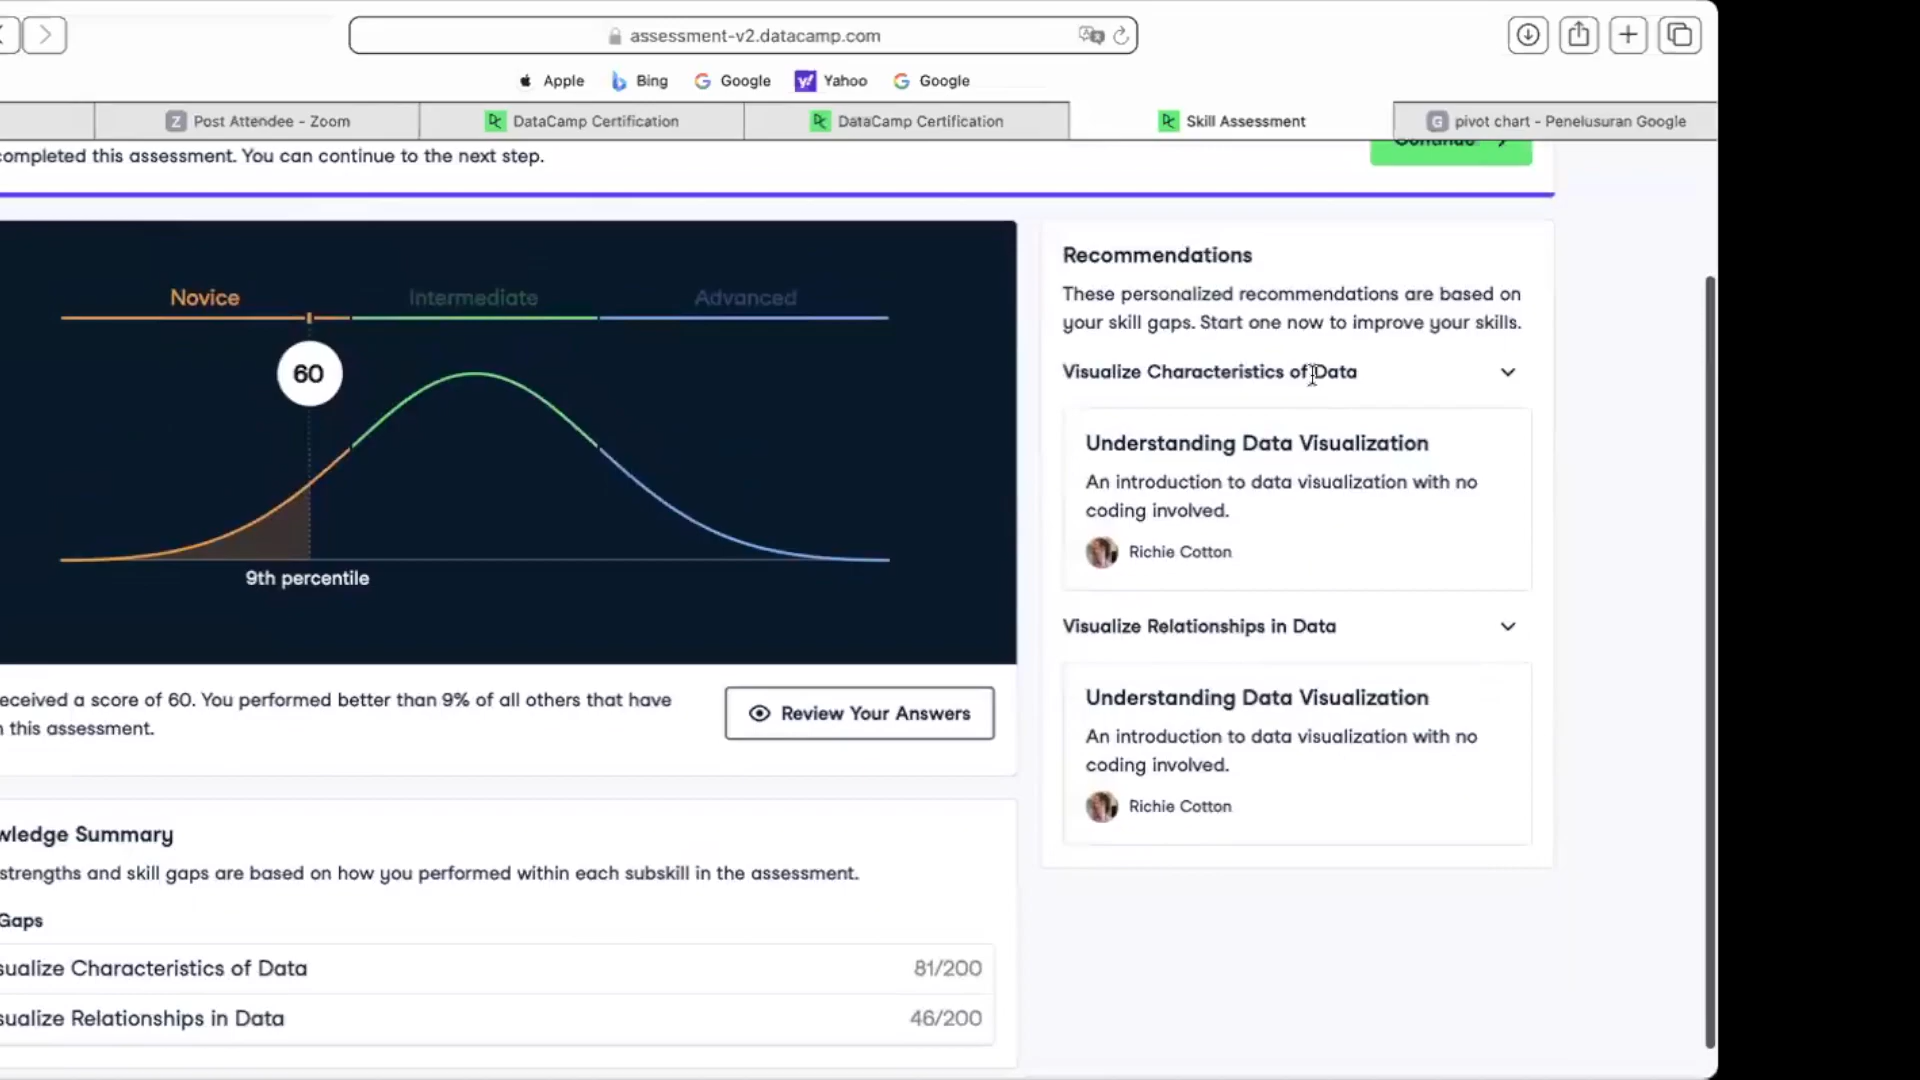 assessment-v2.datacamp.com
Apple Bing Google Yahoo Google
Post Attendee - Zoom DataCamp Certification DataCamp Certification Skill Assessment pivot chart - Penelusuran Google
completed this assessment. You can continue to the next step.
Continue
Novice Intermediate Advanced
60
9th percentile
eceived a score of 60. You performed better than 9% of all others that have
this assessment.
Review Your Answers
wledge Summary
strengths and skill gaps are based on how you performed within each subskill in the assessment.
Gaps
sualize Characteristics of Data 81/200
sualize Relationships in Data 46/200
Recommendations
These personalized recommendations are based on
your skill gaps. Start one now to improve your skills.
Visualize Characteristics of Data
Understanding Data Visualization
An introduction to data visualization with no
coding involved.
Richie Cotton
Visualize Relationships in Data
Understanding Data Visualization
An introduction to data visualization with no
coding involved.
Richie Cotton